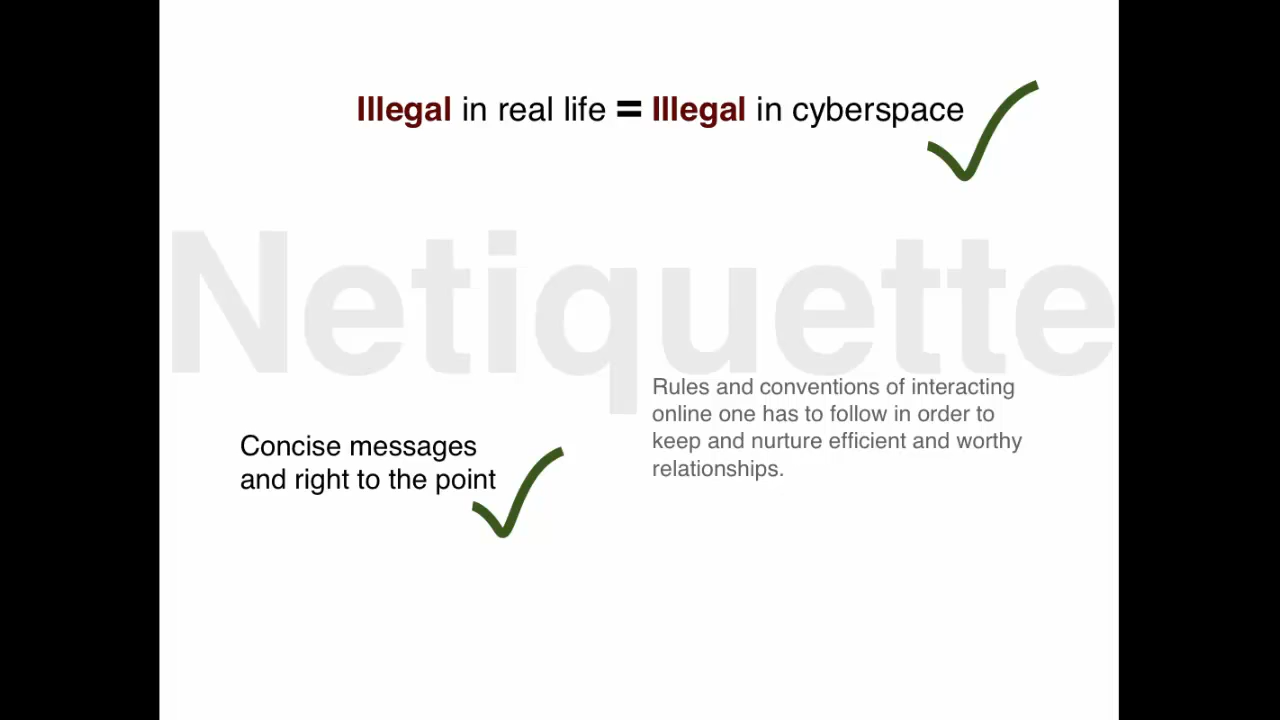 Illegal in real life = Illegal in cyberspace
Netiquette
Rules and conventions of interacting
online one has to follow in order to
keep and nurture efficient and worthy
relationships.
Concise messages
and right to the point